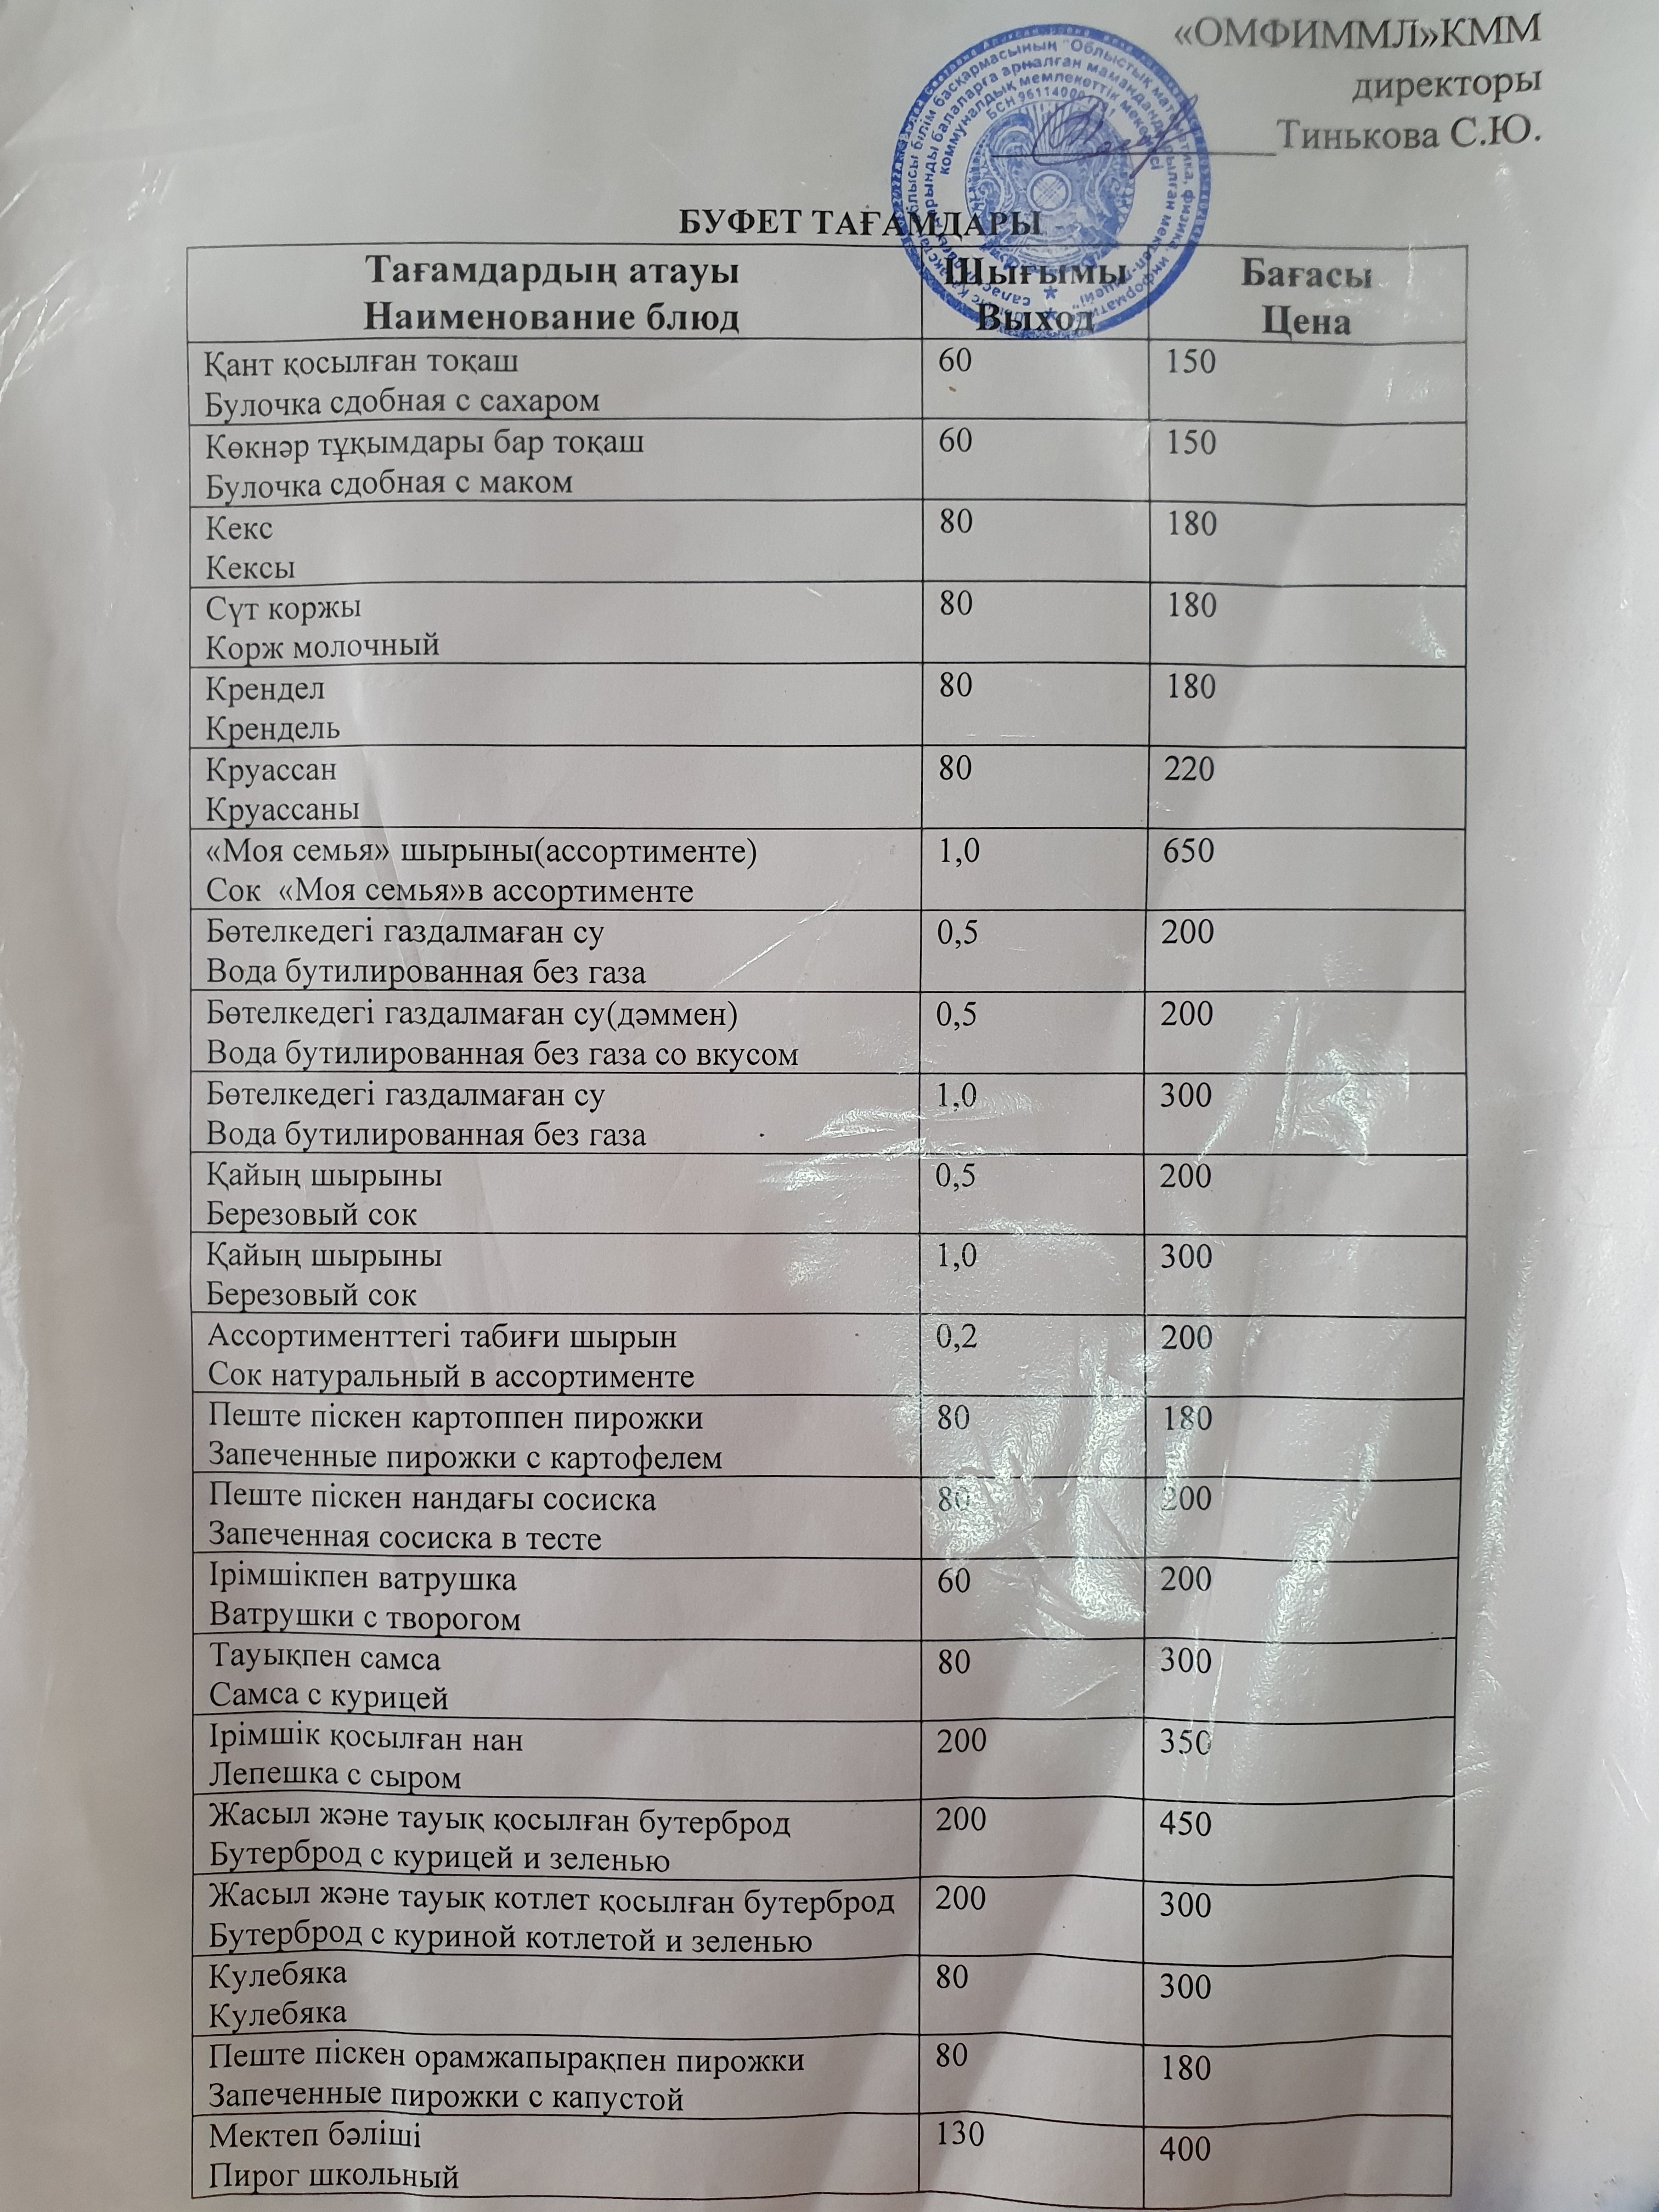 «ОМФИММЛ»КММ
директоры
Тинькова С.Ю.
БУФЕТ ТАҒАМДАРЫ
Тағамдардың атауы
Наименование блюд
Шығымы
Выход
Бағасы
Цена
Қант қосылған тоқаш
Булочка сдобная с сахаром
60
150
Көкнәр тұқымдары бар тоқаш
Булочка сдобная с маком
60
150
Кекс
Кексы
80
180
Сүт коржы
Корж молочный
80
180
Крендел
Крендель
80
180
Круассан
Круассаны
80
220
«Моя семья» шырыны(ассортименте)
Сок «Моя семья»в ассортименте
1,0
650
Бөтелкедегі газдалмаған су
Вода бутилированная без газа
0,5
200
Бөтелкедегі газдалмаған су(дәммен)
Вода бутилированная без газа со вкусом
0,5
200
Бөтелкедегі газдалмаған су
Вода бутилированная без газа
1,0
300
Қайың шырыны
Березовый сок
0,5
200
Қайың шырыны
Березовый сок
1,0
300
Ассортименттегі табиғи шырын
Сок натуральный в ассортименте
0,2
200
Пеште піскен картоппен пирожки
Запеченные пирожки с картофелем
80
180
Пеште піскен нандағы сосиска
Запеченная сосиска в тесте
80
200
Ірімшікпен ватрушка
Ватрушки с творогом
60
200
Тауықпен самса
Самса с курицей
80
300
Ірімшік қосылған нан
Лепешка с сыром
200
350
Жасыл және тауық қосылған бутерброд
Бутерброд с курицей и зеленью
200
450
Жасыл және тауық котлет қосылған бутерброд
Бутерброд с куриной котлетой и зеленью
200
300
Кулебяка
Кулебяка
80
300
Пеште піскен орамжапырақпен пирожки
Запеченные пирожки с капустой
80
180
Мектеп бәліші
Пирог школьный
130
400